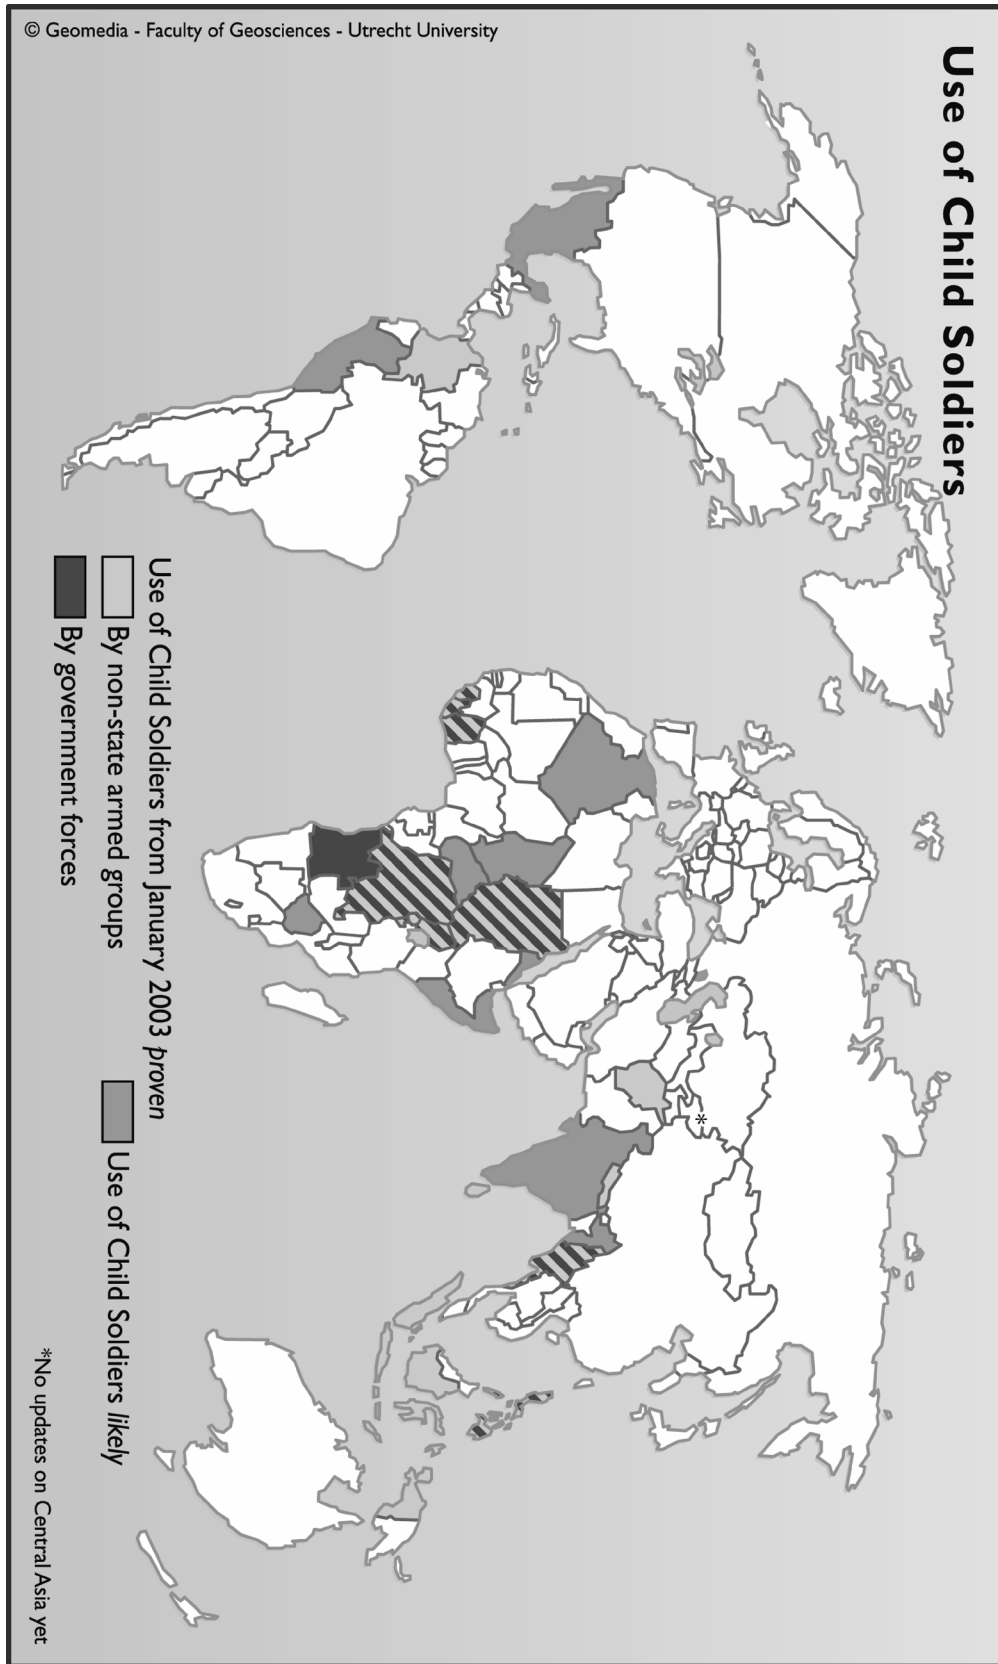 © Geomedia - Faculty of Geosciences - Utrecht University
Use of Child Soldiers
Use of Child Soldiers from January 2003 proven
By non-state armed groups
By government forces
Use of Child Soldiers likely
*
*No updates on Central Asia yet